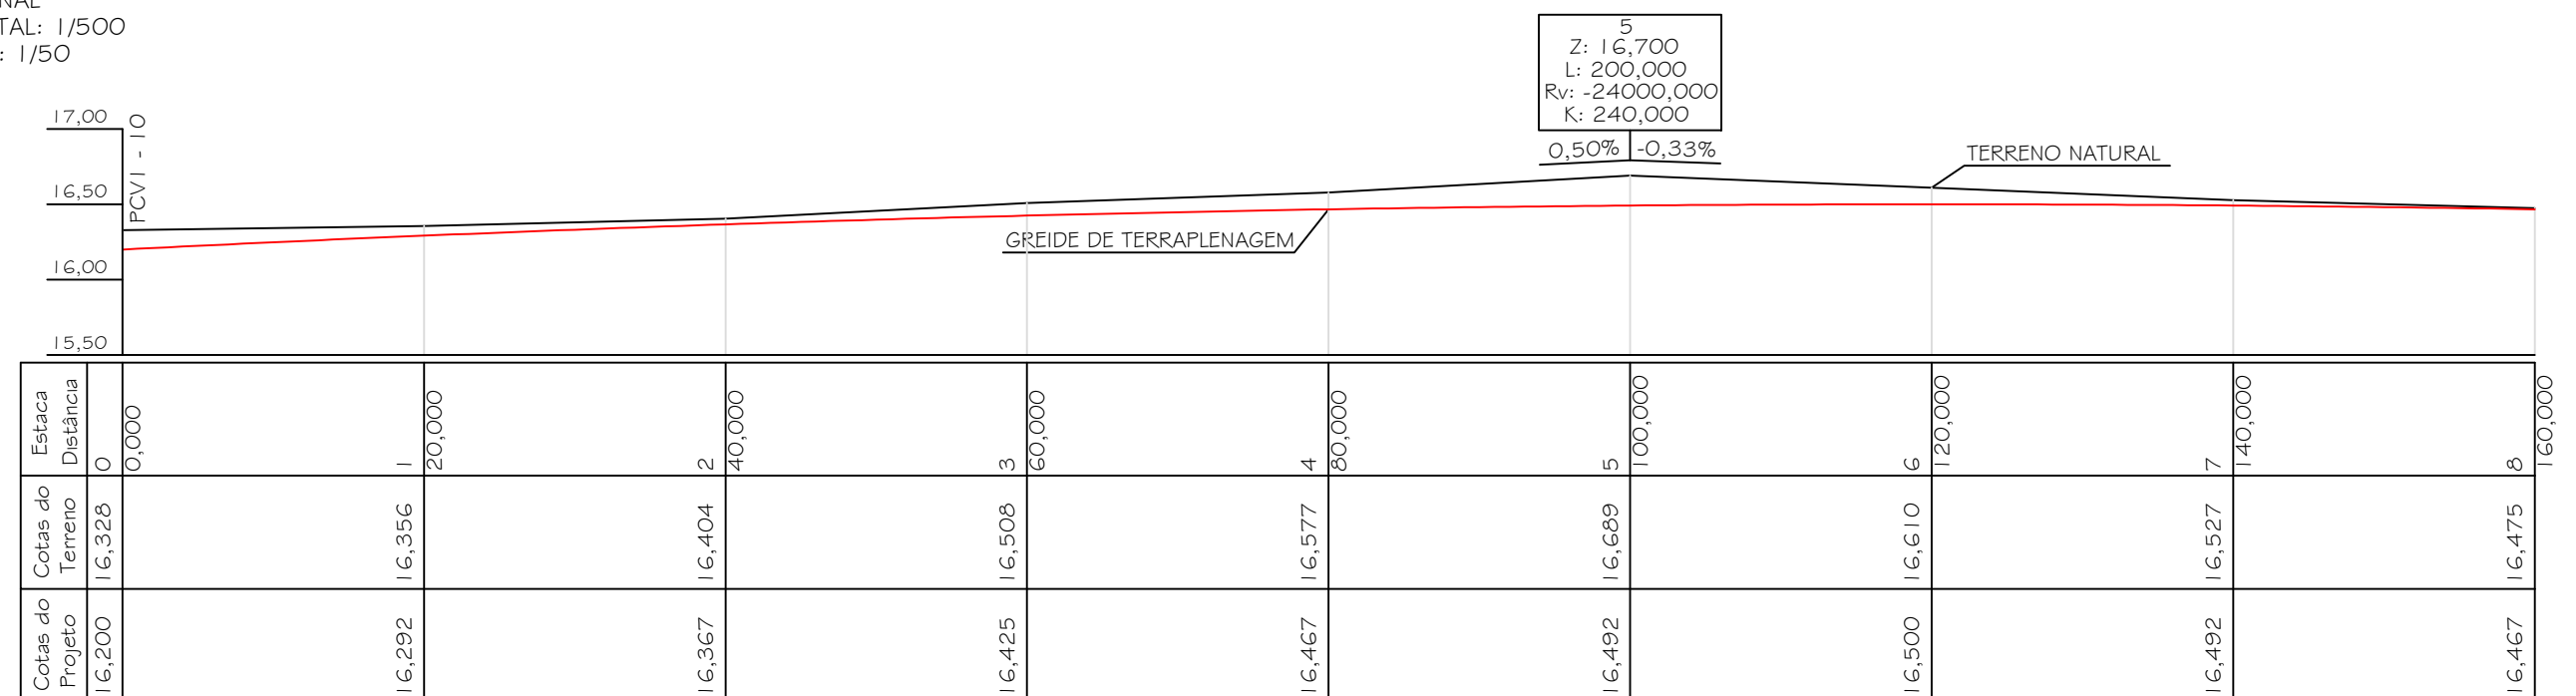 NAL
TAL: 1/500
: 1/50
5
Z: 16,700
L: 200,000
Rv: -24000,000
K: 240,000
0,50% -0,33%
17,00
16,50
16,00
15,50
PCV1 - 10
TERRENO NATURAL
GREIDE DE TERRAPLENAGEM
Estaca
Distância
0 1 2 3 4 5 6 7 8
0,000 20,000 40,000 60,000 80,000 100,000 120,000 140,000 160,000
Cotas do
Terreno
16,328 16,356 16,404 16,508 16,577 16,689 16,610 16,527 16,475
Cotas do
Projeto
16,200 16,292 16,367 16,425 16,467 16,492 16,500 16,492 16,467